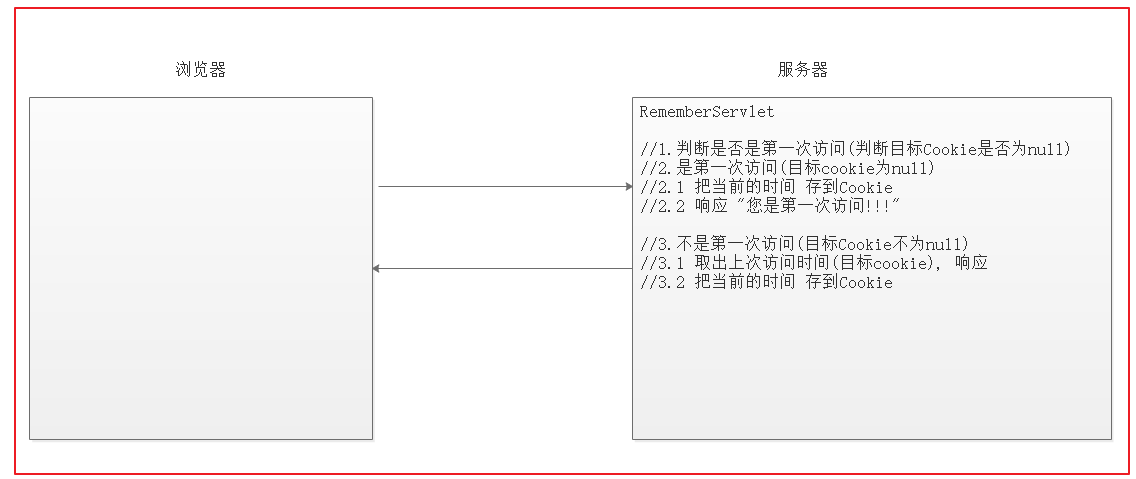 浏览器
服务器
RememberServlet
//1.判断是否是第一次访问(判断目标Cookie是否为null)
//2.是第一次访问(目标cookie为null)
//2.1 把当前的时间 存到Cookie
//2.2 响应 "您是第一次访问!!!"
//3.不是第一次访问(目标Cookie不为null)
//3.1 取出上次访问时间(目标cookie), 响应
//3.2 把当前的时间 存到Cookie